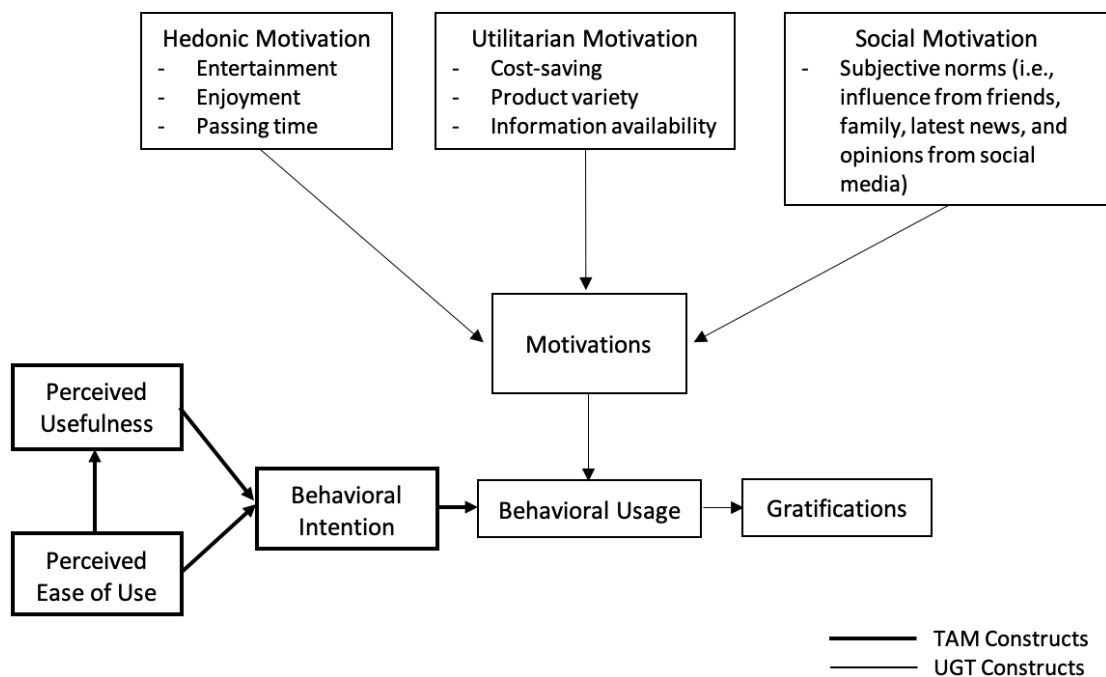 Hedonic Motivation
- Entertainment
- Enjoyment
- Passing time
Utilitarian Motivation
- Cost-saving
- Product variety
- Information availability
Social Motivation
- Subjective norms (i.e.,
influence from friends,
family, latest news, and
opinions from social
media)
Motivations
Perceived
Usefulness
Behavioral
Intention
Behavioral Usage
Gratifications
Perceived
Ease of Use
TAM Constructs
UGT Constructs